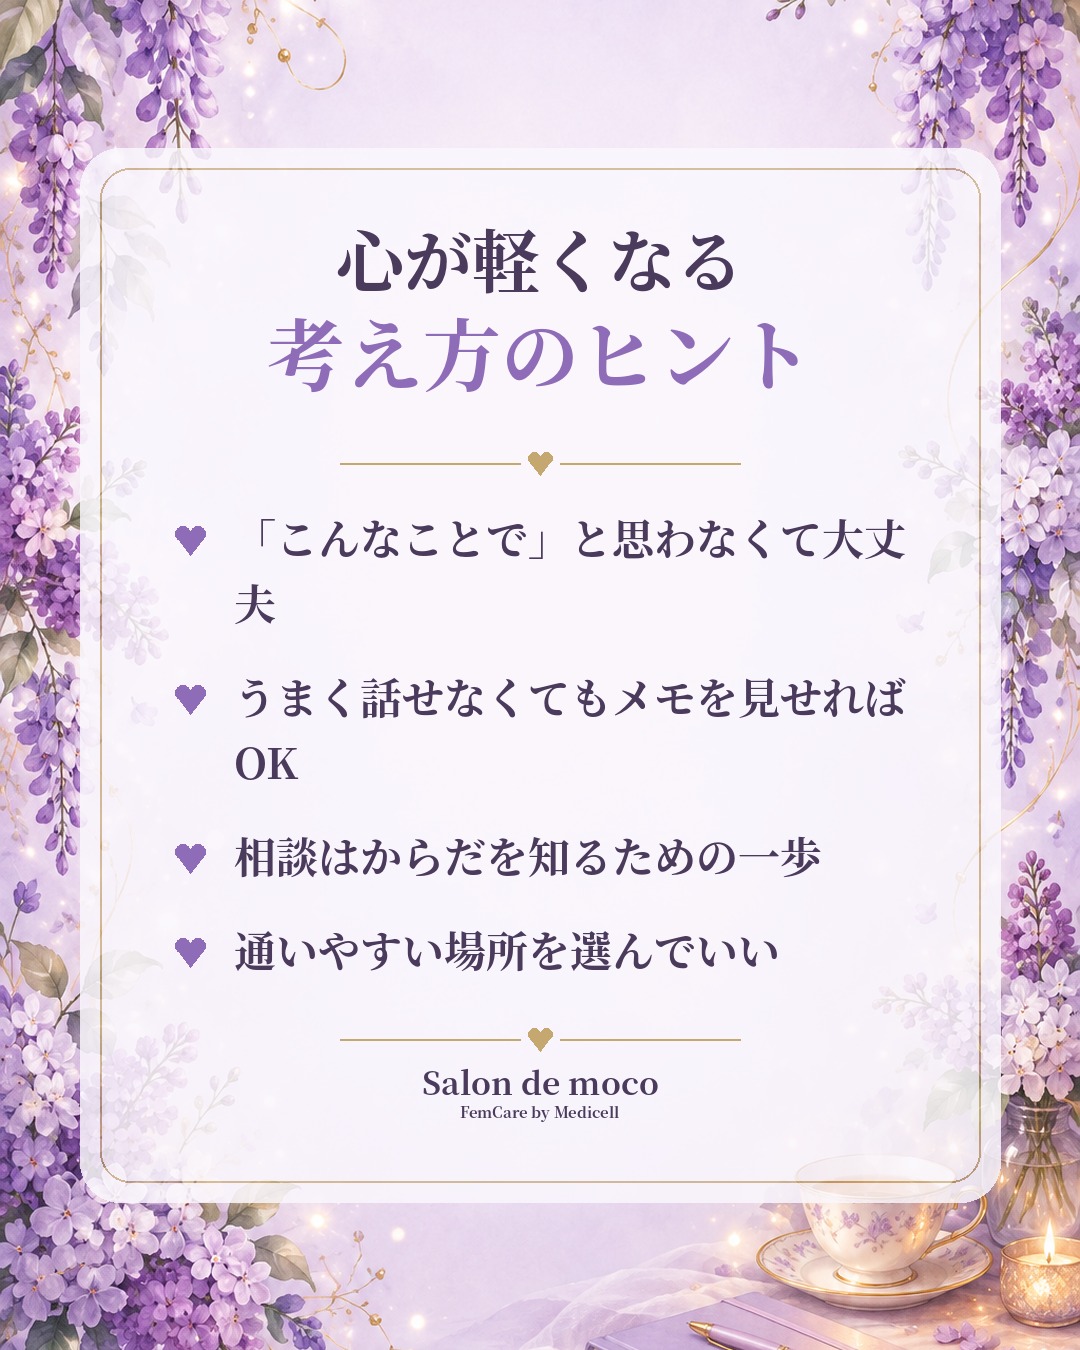 心が軽くなる
考え方のヒント
「こんなことで」と思わなくて大丈
夫
うまく話せなくてもメモを見せれば
OK
相談はからだを知るための一歩
通いやすい場所を選んでいい
Salon de moco
FemCare by Medicell